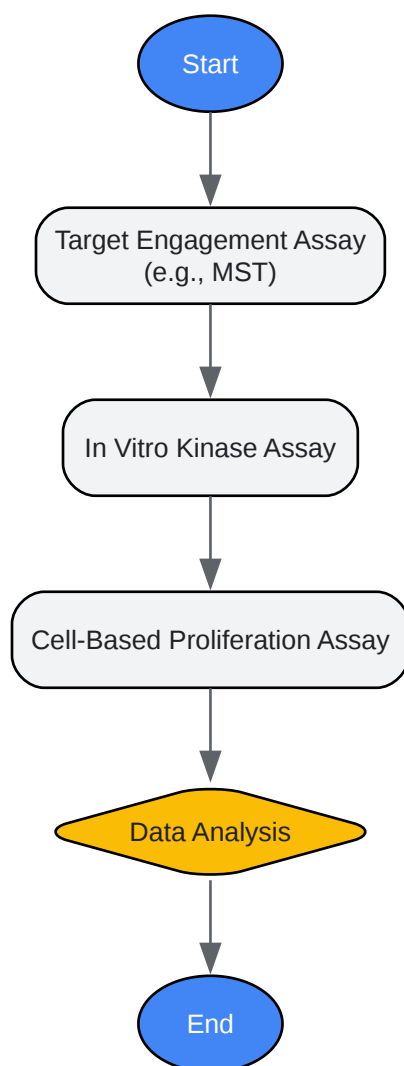 Start
Target Engagement Assay
(e.g., MST)
In Vitro Kinase Assay
Cell-Based Proliferation Assay
Data Analysis
End